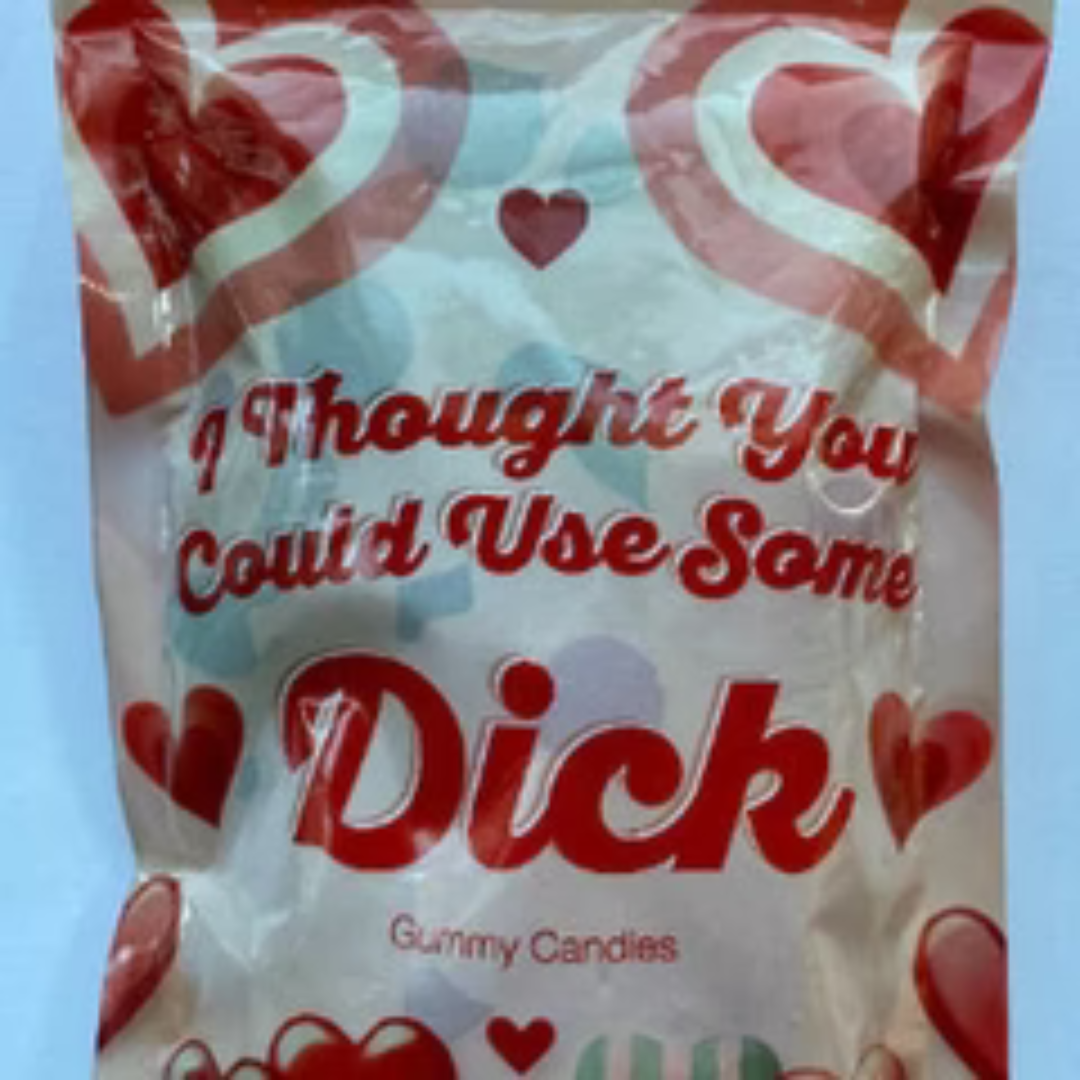 I Thought You
Could Use Some
Dick
Gummy Candies